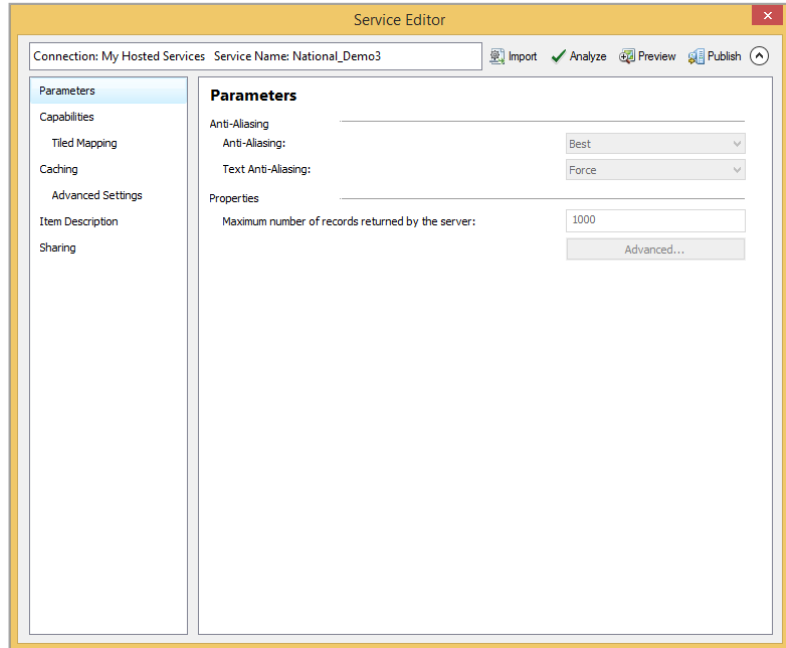 Service Editor
Connection: My Hosted Services Service Name: National_Demo3
Import
Analyze
Preview
Publish
Parameters
Capabilities
Tiled Mapping
Caching
Advanced Settings
Item Description
Sharing
Parameters
Anti-Aliasing
Anti-Aliasing: Best
Text Anti-Aliasing: Force
Properties
Maximum number of records returned by the server: 1000
Advanced...